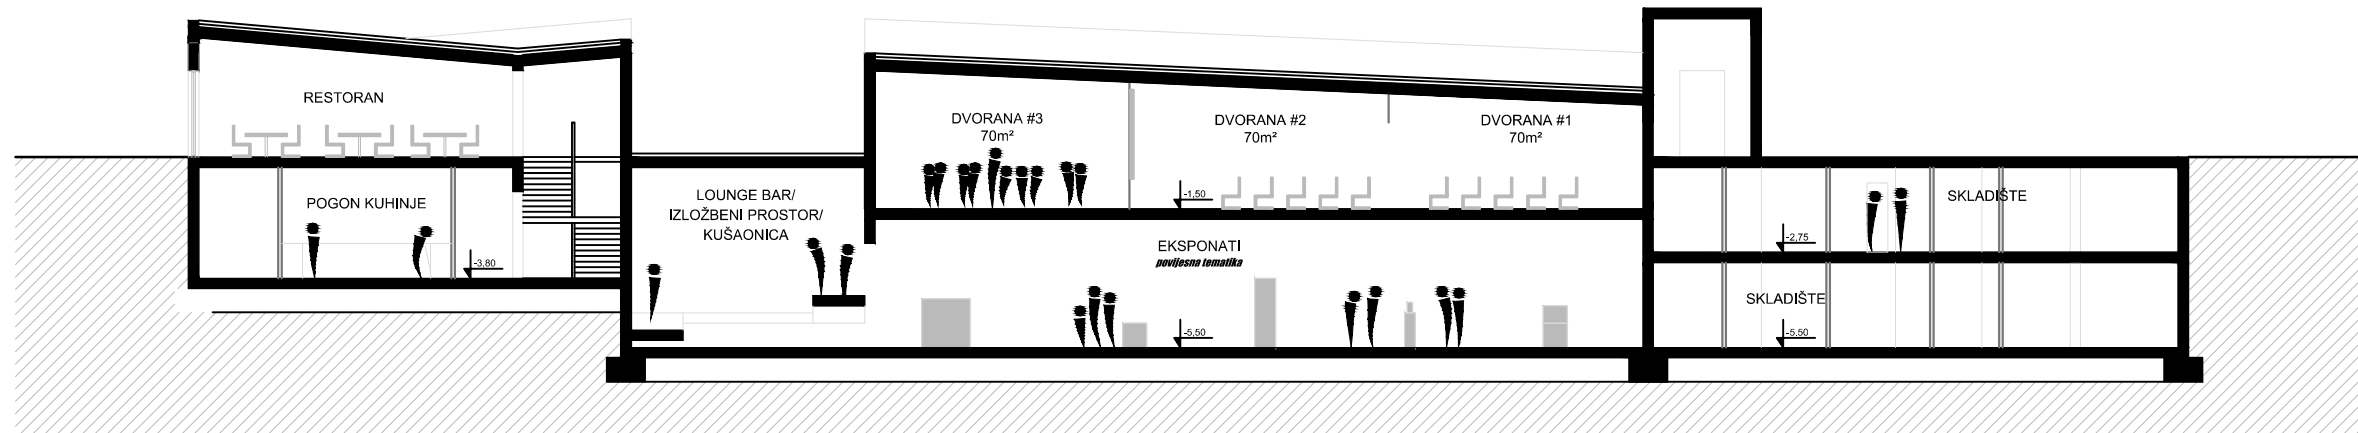 RESTORAN
POGON KUHINJE
-3,80
LOUNGE BAR/
IZLOŽBENI PROSTOR/
KUŠAONICA
DVORANA #3
70m²
DVORANA #2
70m²
DVORANA #1
70m²
-1,50
EKSPONATI
povijesna tematika
-5,50
SKLADIŠTE
-2,75
SKLADIŠTE
-5.50